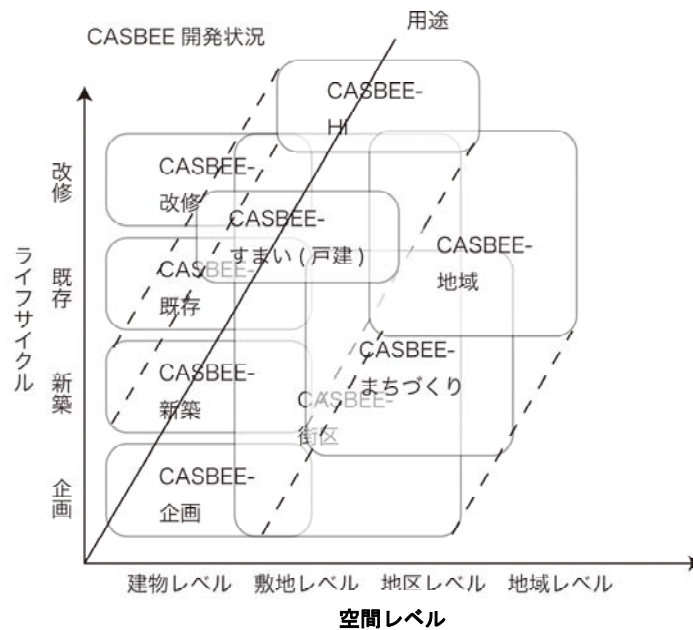 用途
CASBEE 開発状況
CASBEE-
HI
改修
CASBEE-
改修
CASBEE-
すまい ( 戸建 )
CASBEE-
地域
ライフサイクル
既存
CASBEE-
既存
CASBEE-
まちづくり
新築
CASBEE-
新築
CASBEE-
街区
企画
CASBEE-
企画
建物レベル 敷地レベル 地区レベル 地域レベル
空間レベル